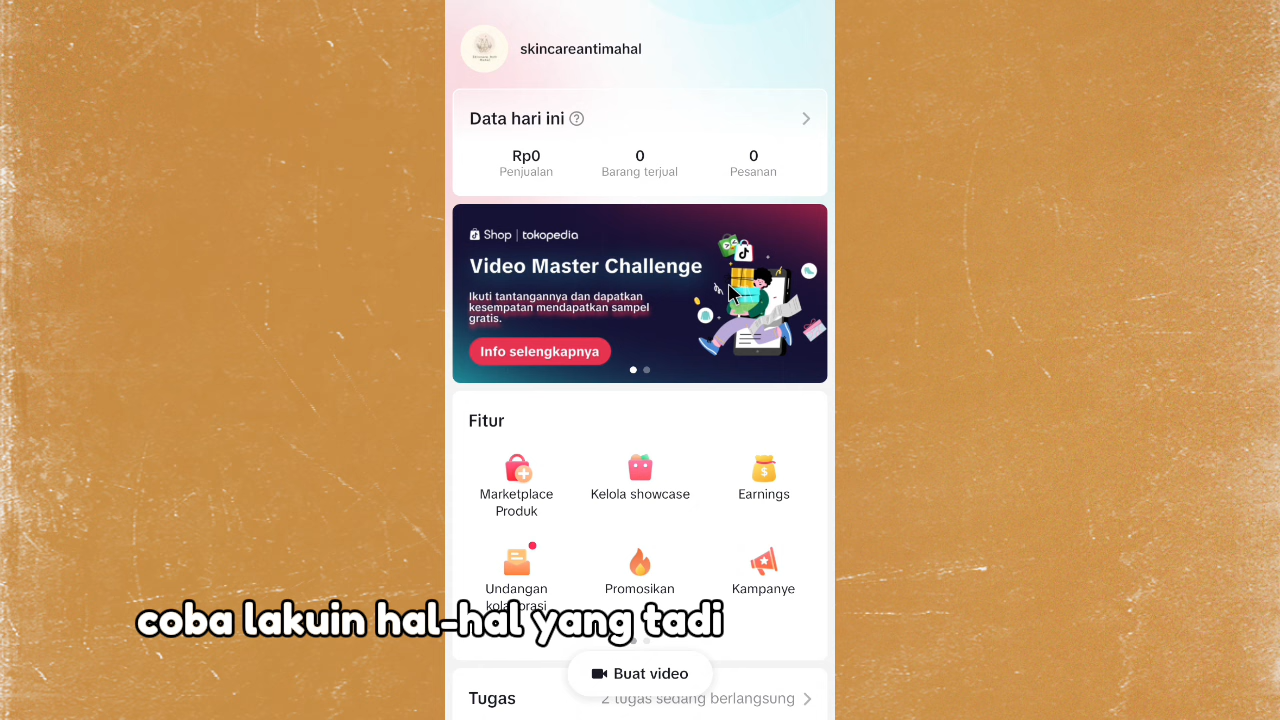 skincareantimahal
Data hari ini
Rp0
0
0
Penjualan
Barang terjual
Pesanan
Shop | tokopedia
Video Master Challenge
Ikuti tantangannya dan dapatkan
kesempatan mendapatkan sampel
gratis.
Info selengkapnya
Fitur
Marketplace
Produk
Kelola showcase
Earnings
Undangan
kolaborasi
Promosikan
Kampanye
coba lakuin hal-hal yang tadi
Buat video
Tugas
2 tugas sedang berlangsung